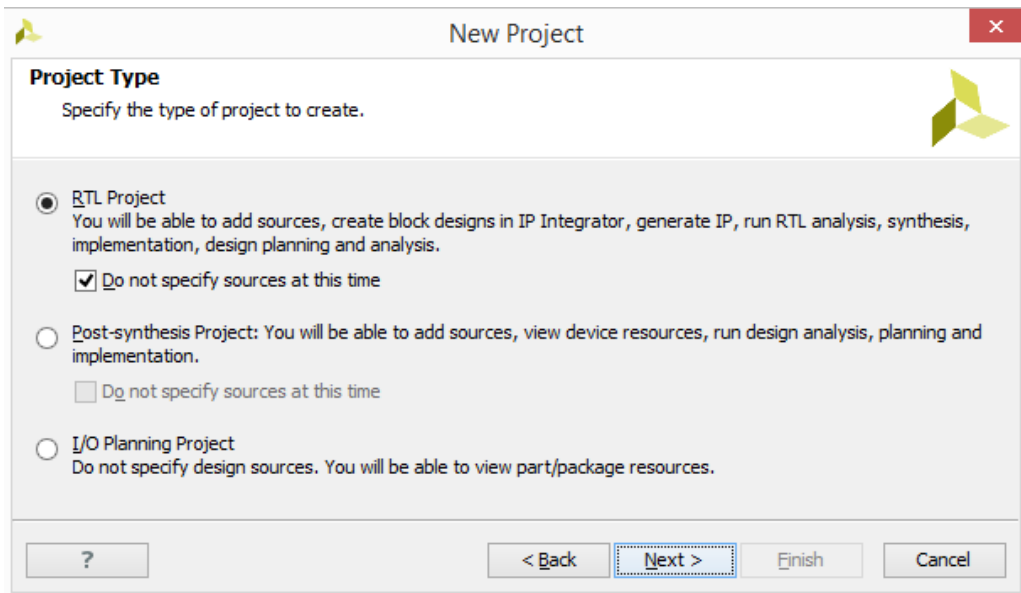 New Project
Project Type
Specify the type of project to create.
RTL Project
You will be able to add sources, create block designs in IP Integrator, generate IP, run RTL analysis, synthesis,
implementation, design planning and analysis.
Do not specify sources at this time
Post-synthesis Project: You will be able to add sources, view device resources, run design analysis, planning and
implementation.
Do not specify sources at this time
I/O Planning Project
Do not specify design sources. You will be able to view part/package resources.
? < Back Next > Finish Cancel